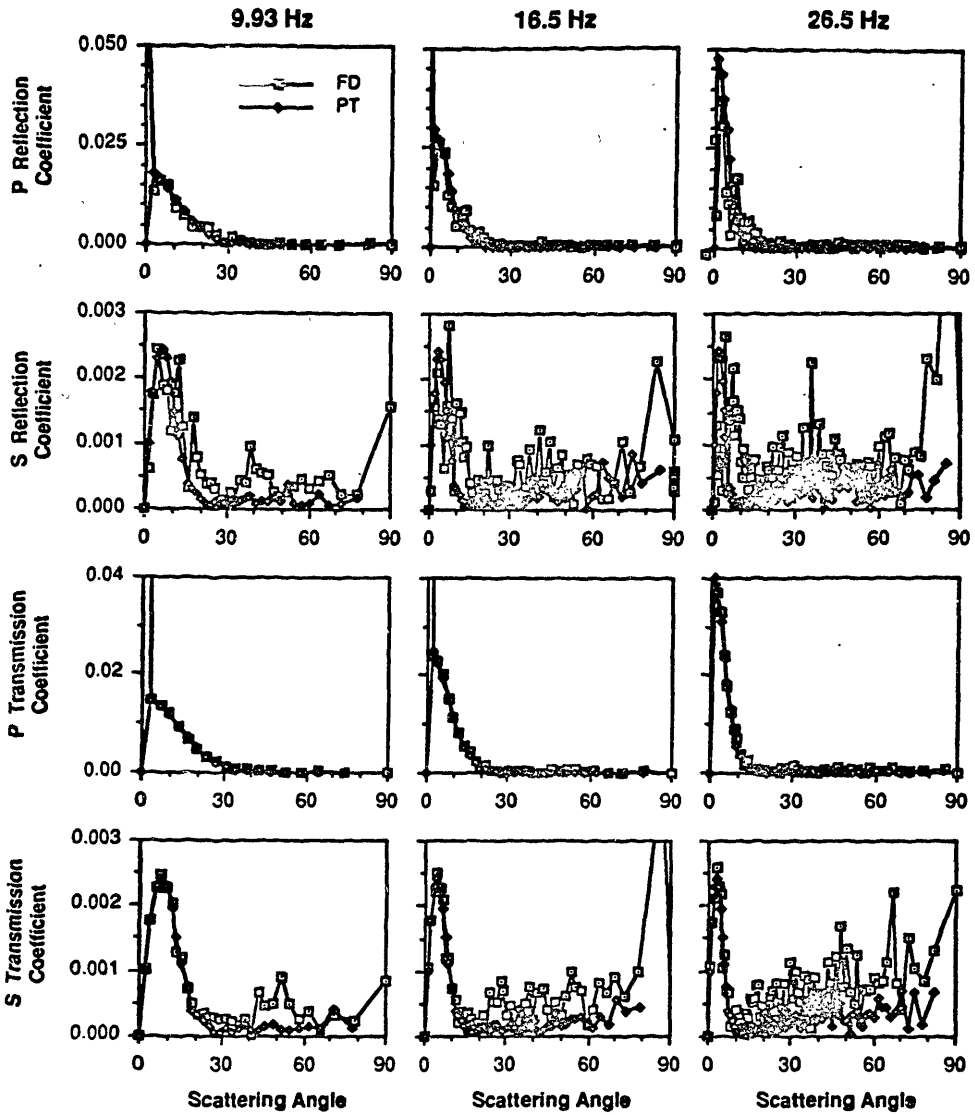 9.93 Hz 16.5 Hz 26.5 Hz
P Reflection
Coefficient
0.050
0.025
0.000
FD
PT
0 30 60 90
0 30 60 90
0 30 60 90
S Reflection
Coefficient
0.003
0.002
0.001
0.000
0 30 60 90
0 30 60 90
0 30 60 90
P Transmission
Coefficient
0.04
0.02
0.00
0 30 60 90
0 30 60 90
0 30 60 90
S Transmission
Coefficient
0.003
0.002
0.001
0.000
0 30 60 90
0 30 60 90
0 30 60 90
Scattering Angle Scattering Angle Scattering Angle